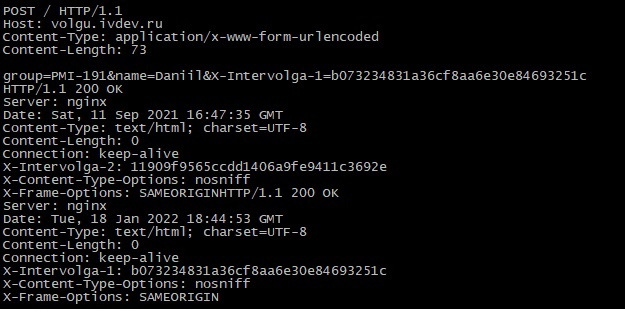 POST / HTTP/1.1
Host: volgu.ivdev.ru
Content-Type: application/x-www-form-urlencoded
Content-Length: 73

group=PMI-191&name=Daniil&X-Intervolga-1=b073234831a36cf8aa6e30e84693251c
HTTP/1.1 200 OK
Server: nginx
Date: Sat, 11 Sep 2021 16:47:35 GMT
Content-Type: text/html; charset=UTF-8
Content-Length: 0
Connection: keep-alive
X-Intervolga-2: 11909f9565ccdd1406a9fe9411c3692e
X-Content-Type-Options: nosniff
X-Frame-Options: SAMEORIGINHTTP/1.1 200 OK
Server: nginx
Date: Tue, 18 Jan 2022 18:44:53 GMT
Content-Type: text/html; charset=UTF-8
Content-Length: 0
Connection: keep-alive
X-Intervolga-1: b073234831a36cf8aa6e30e84693251c
X-Content-Type-Options: nosniff
X-Frame-Options: SAMEORIGIN